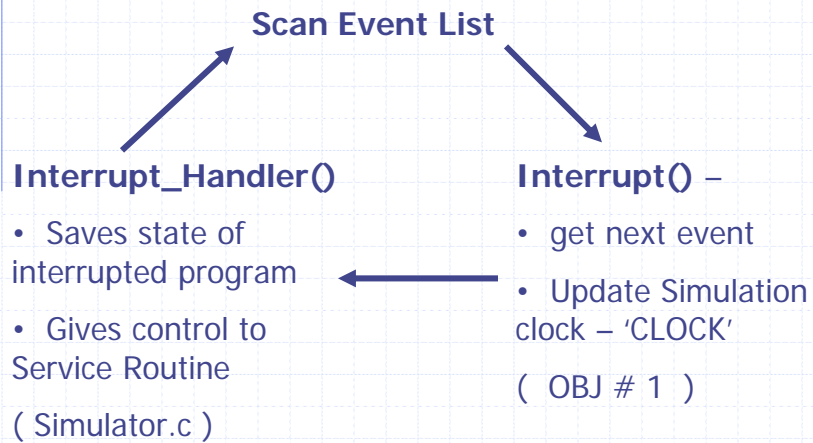 Scan Event List
Interrupt_Handler()
• Saves state of
interrupted program
• Gives control to
Service Routine
( Simulator.c )
Interrupt() –
• get next event
• Update Simulation
clock – ‘CLOCK’
( OBJ # 1 )